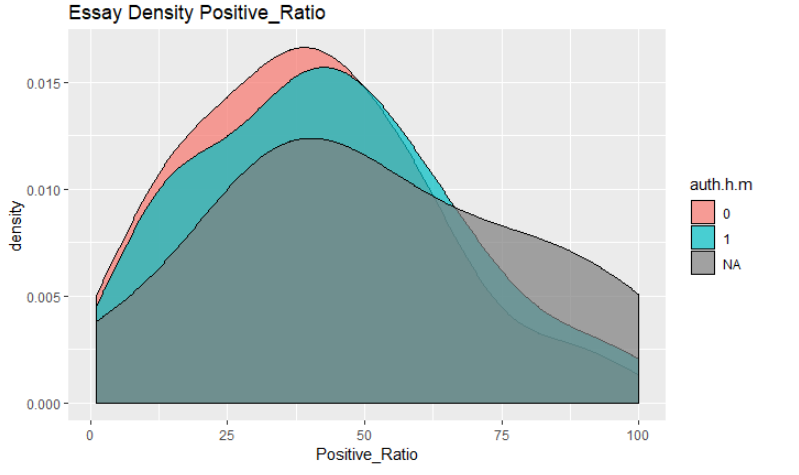 Essay Density Positive_Ratio
0.015
0.010
0.005
0.000
density
0
25
50
75
100
Positive_Ratio
auth.h.m
0
1
NA